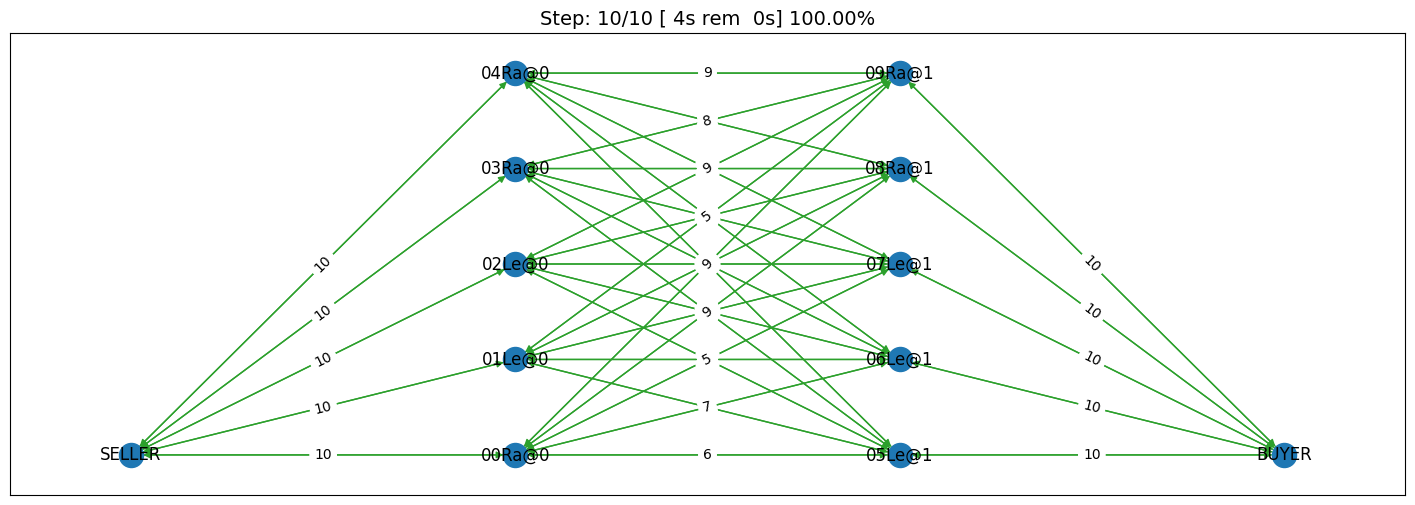 Step: 10/10 [ 4s rem  0s] 100.00%
04Ra@0 9 09Ra@1
8
03Ra@0 9 08Ra@1
5
10 02Le@0 9 07Le@1 10
10 9 10
10 01Le@0 5 06Le@1 10
10 7 10
SELLER 10 00Ra@0 6 05Le@1 10 BUYER